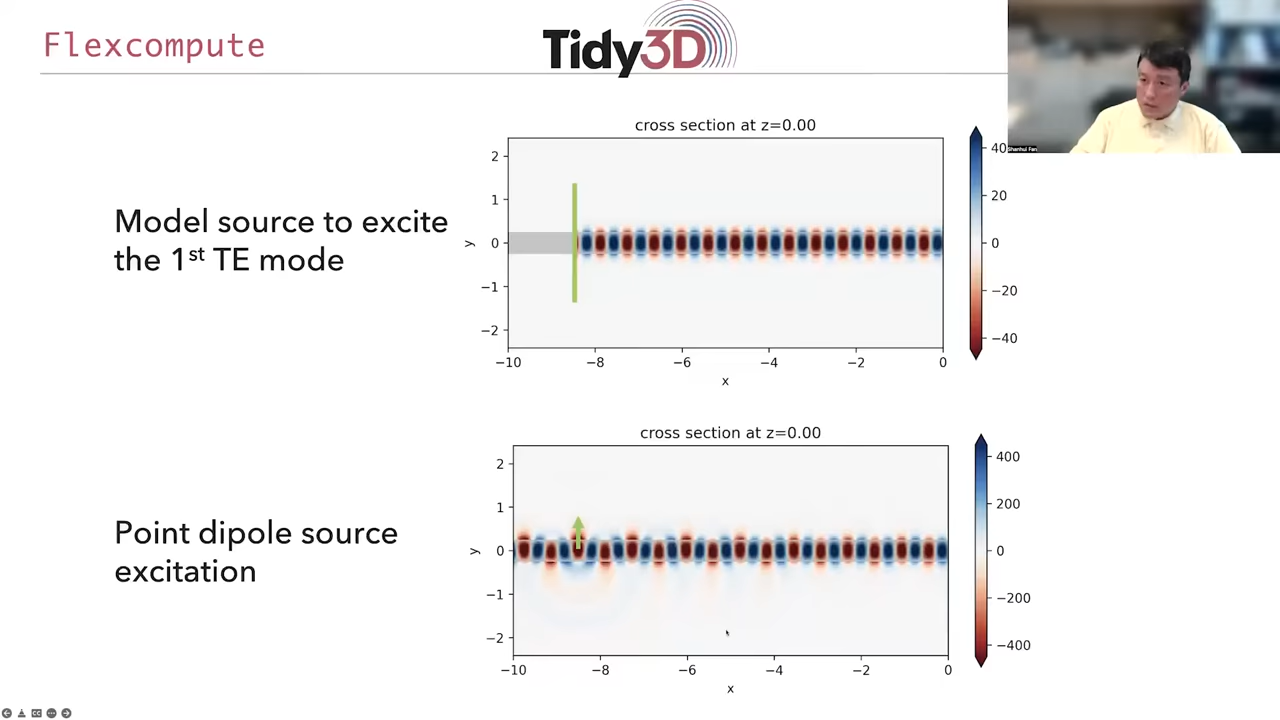 Flexcompute
Tidy3D
Shanhui Fan
Model source to excite
the 1st TE mode
cross section at z=0.00
2
1
0
−1
−2
y
−10
−8
−6
−4
−2
0
x
40
20
0
−20
−40
Point dipole source
excitation
cross section at z=0.00
2
1
0
−1
−2
y
−10
−8
−6
−4
−2
0
x
400
200
0
−200
−400